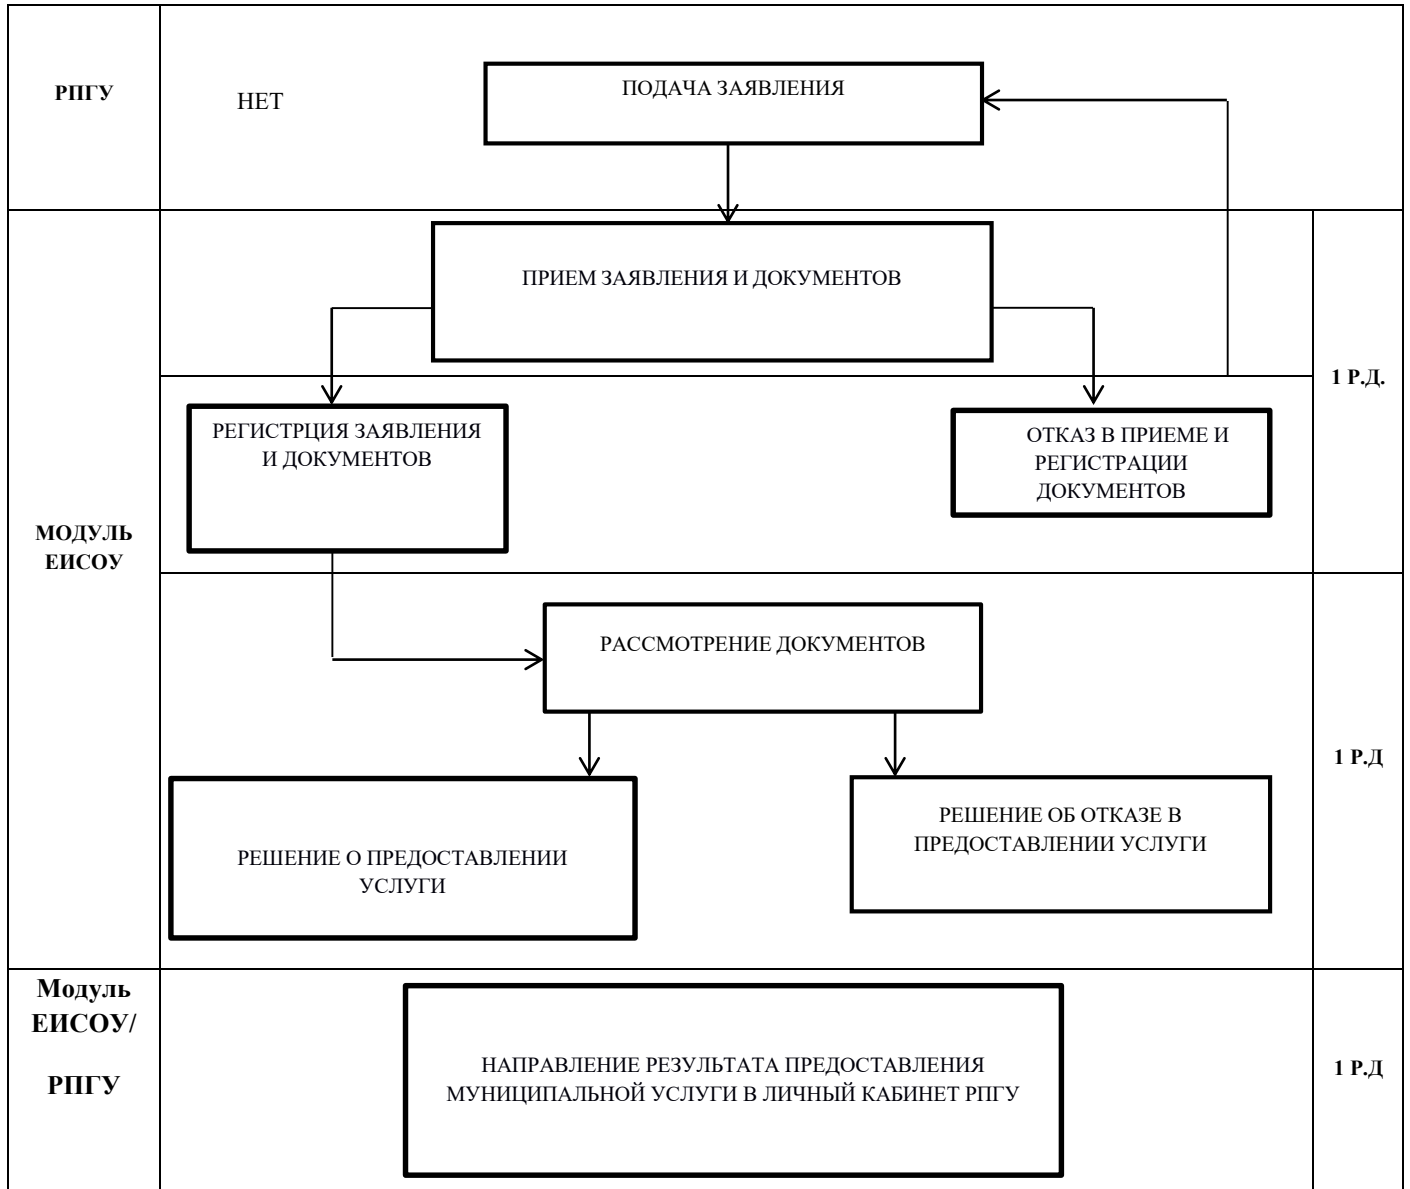 РПГУ
НЕТ
ПОДАЧА ЗАЯВЛЕНИЯ
ПРИЕМ ЗАЯВЛЕНИЯ И ДОКУМЕНТОВ
1 Р.Д.
РЕГИСТРЦИЯ ЗАЯВЛЕНИЯ
И ДОКУМЕНТОВ
ОТКАЗ В ПРИЕМЕ И
РЕГИСТРАЦИИ
ДОКУМЕНТОВ
МОДУЛЬ
ЕИСОУ
РАССМОТРЕНИЕ ДОКУМЕНТОВ
1 Р.Д
РЕШЕНИЕ О ПРЕДОСТАВЛЕНИИ
УСЛУГИ
РЕШЕНИЕ ОБ ОТКАЗЕ В
ПРЕДОСТАВЛЕНИИ УСЛУГИ
Модуль
ЕИСОУ/
РПГУ
НАПРАВЛЕНИЕ РЕЗУЛЬТАТА ПРЕДОСТАВЛЕНИЯ
МУНИЦИПАЛЬНОЙ УСЛУГИ В ЛИЧНЫЙ КАБИНЕТ РПГУ
1 Р.Д